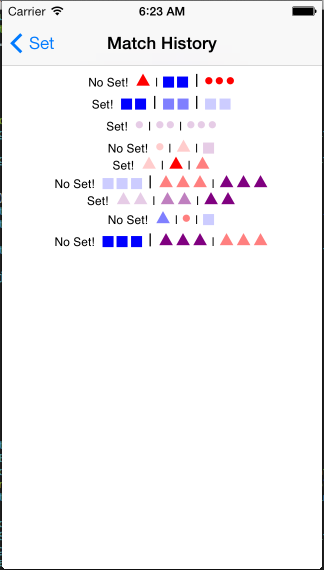 Carrier 6:23 AM
Set Match History
No Set! ▲ | ■■ | ●●●
Set! ■■ | ■■ | ■■
Set! ● | ●● | ●●●
No Set! ● | ▲ | ■
Set! ▲ | ▲ | ▲
No Set! ■■■ | ▲▲▲ | ▲▲▲
Set! ▲▲ | ▲▲ | ▲▲
No Set! ▲ | ● | ■
No Set! ■■■ | ▲▲▲ | ▲▲▲